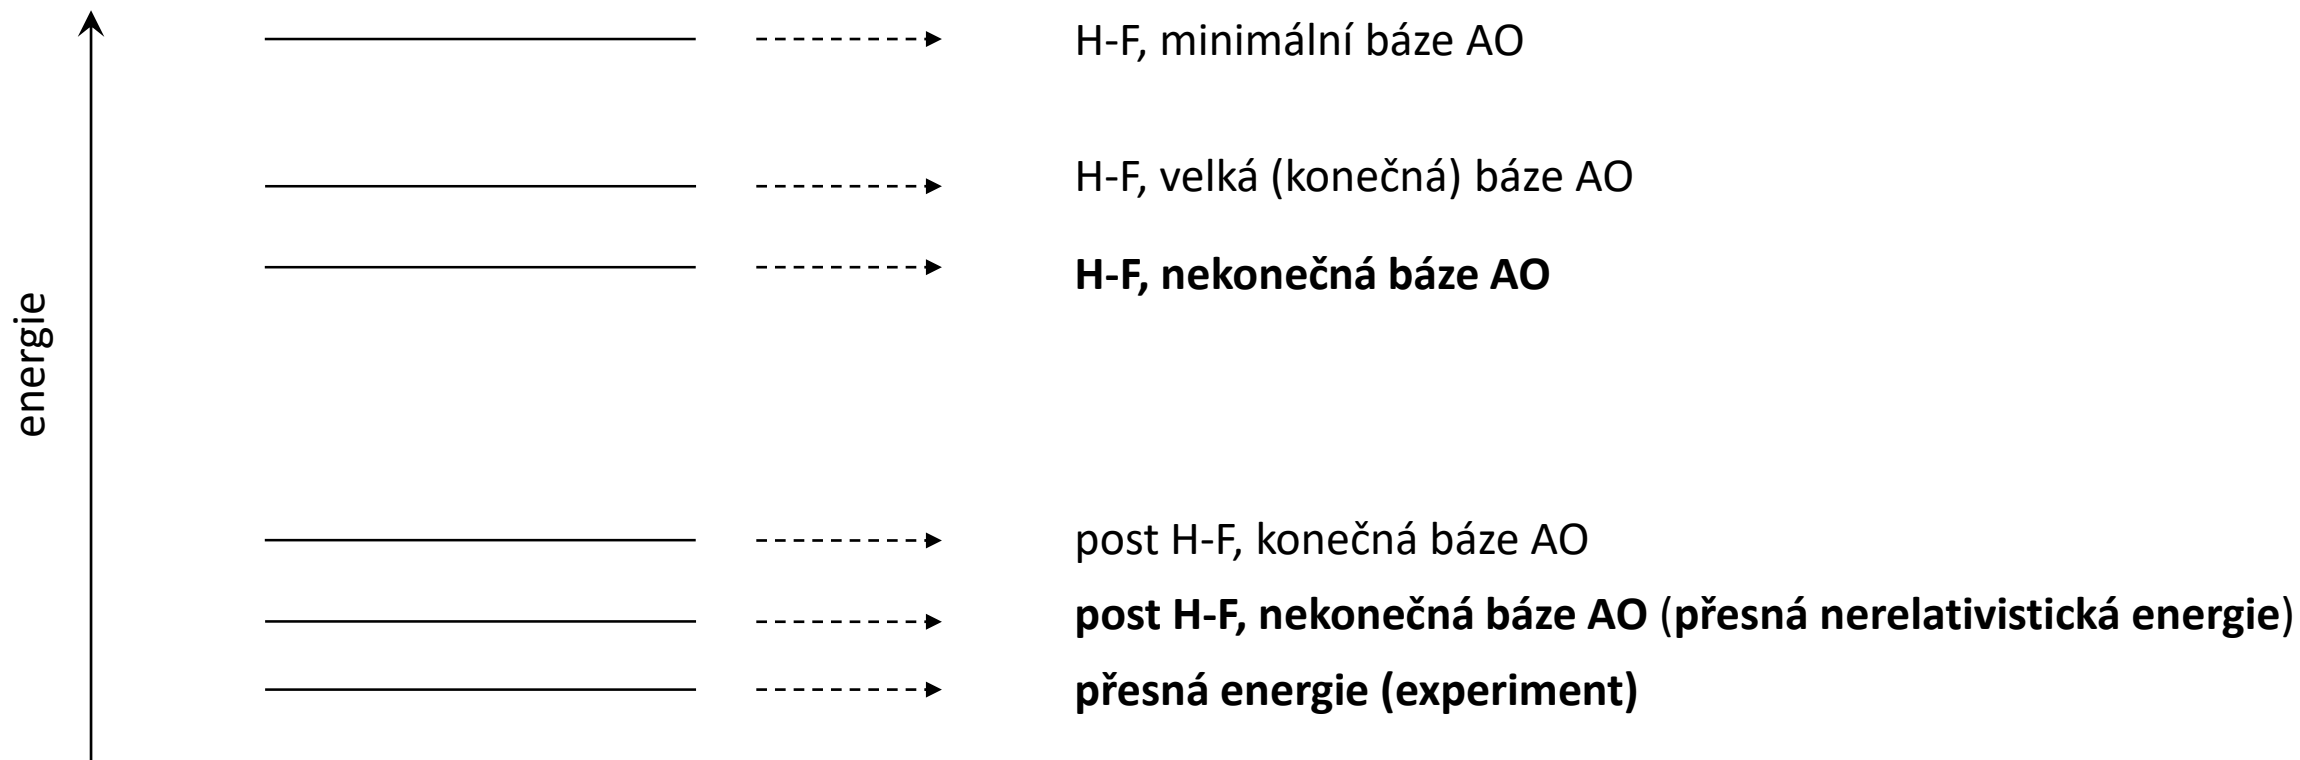 H-F, minimální báze AO
H-F, velká (konečná) báze AO
H-F, nekonečná báze AO
energie
post H-F, konečná báze AO
post H-F, nekonečná báze AO (přesná nerelativistická energie)
přesná energie (experiment)